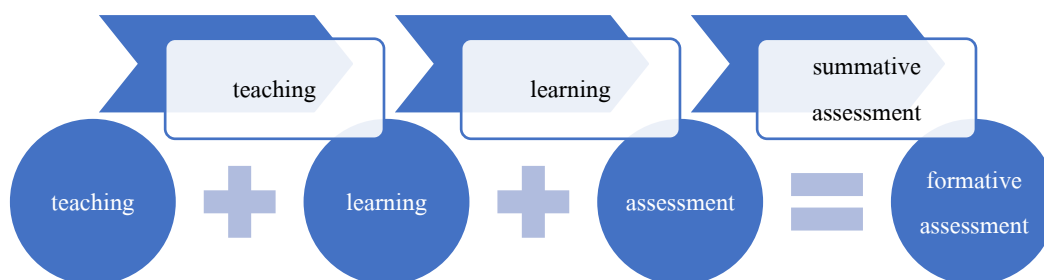 teaching
learning
summative
assessment
teaching
learning
assessment
formative
assessment